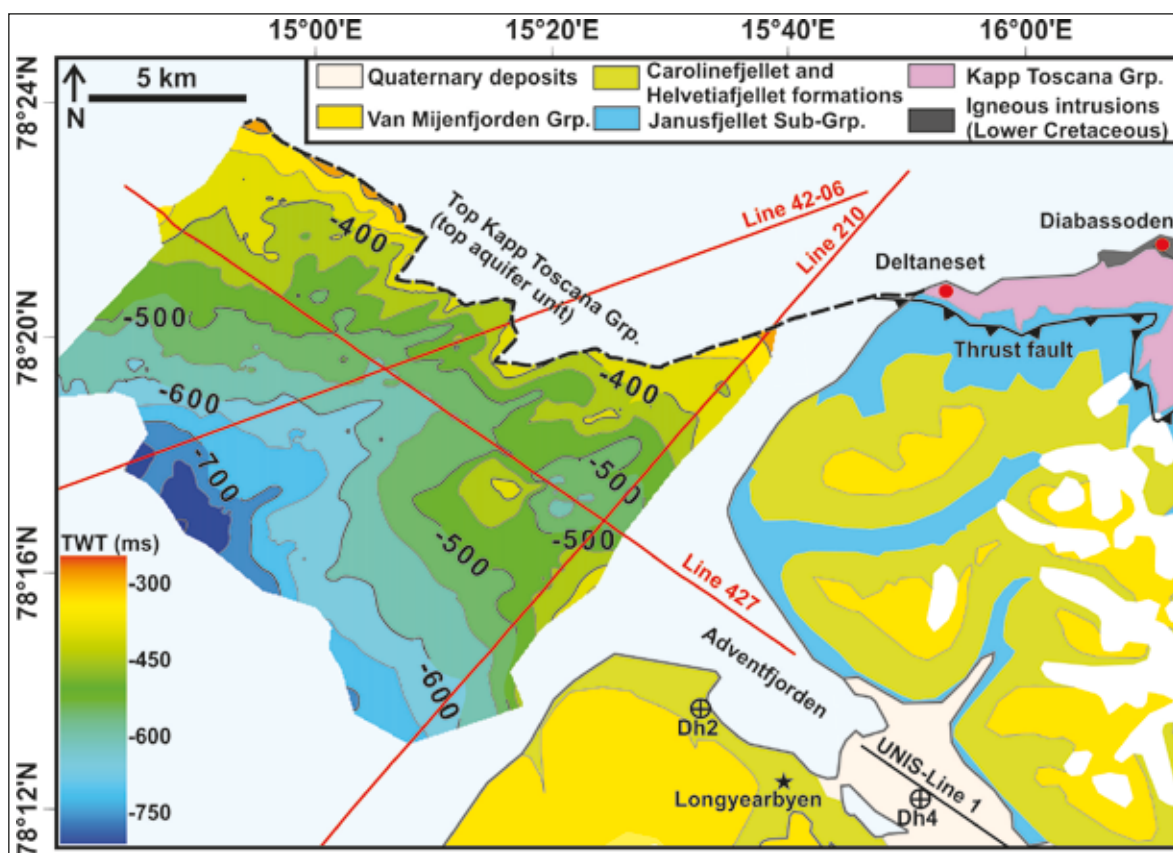 15°00'E
15°20'E
15°40'E
16°00'E
78°24'N
78°20'N
78°16'N
78°12'N
N
5 km
Quaternary deposits
Van Mijenfjorden Grp.
Carolinefjellet and
Helvetiafjellet formations
Janusfjellet Sub-Grp.
Kapp Toscana Grp.
Igneous intrusions
(Lower Cretaceous)
Top Kapp Toscana Grp.
(top aquifer unit)
Line 42-06
Line 210
Diabassoden
Deltaneset
Thrust fault
-400
-500
-400
-600
-700
-500
-500
-500
-600
Line 427
TWT (ms)
-300
-450
-600
-750
Adventfjorden
Dh2
Longyearbyen
UNIS-Line 1
Dh4